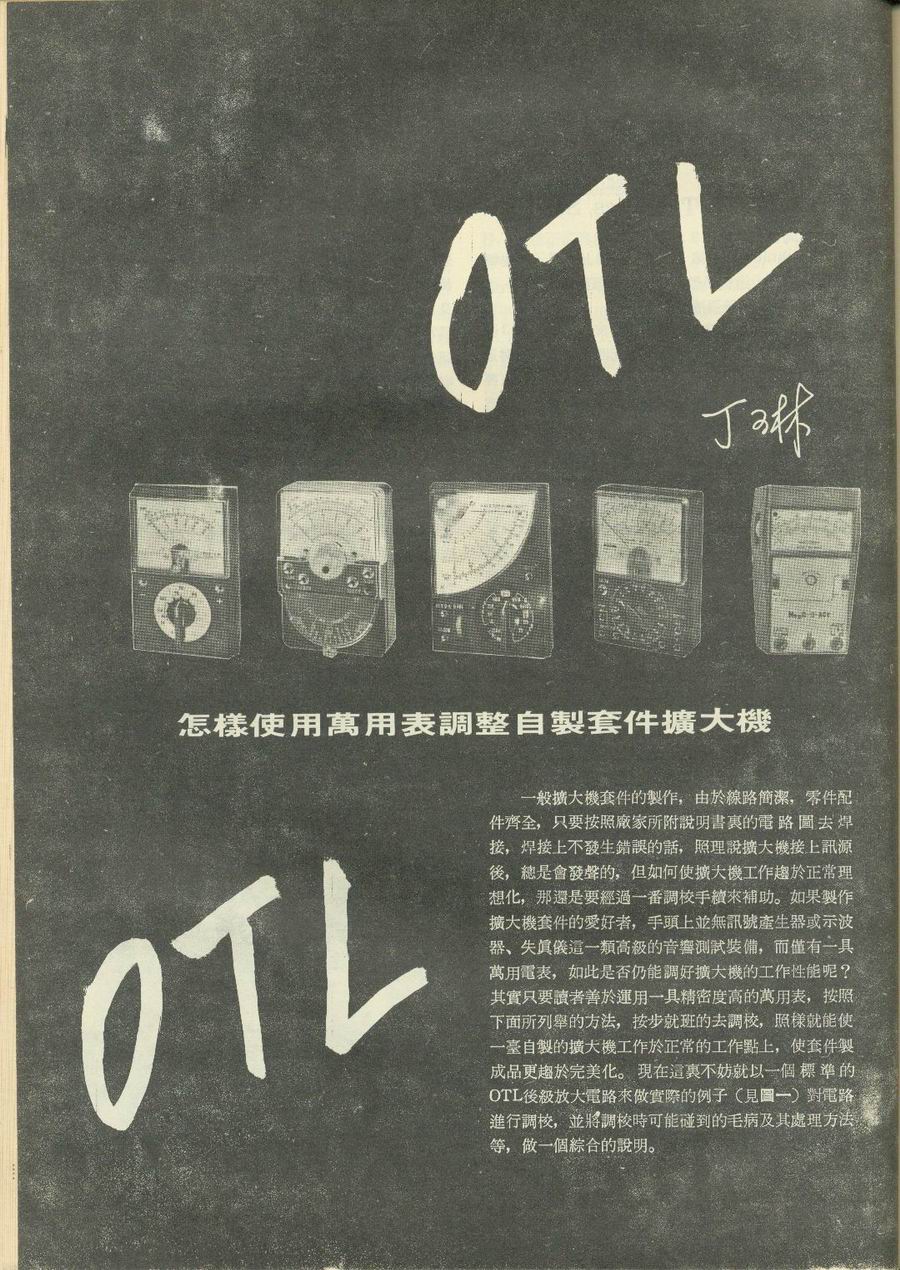 OTL
丁子林
怎樣使用萬用表調整自製套件擴大機
一般擴大機套件的製作，由於線路簡潔，零件配
件齊全，只要按照廠家所附說明書裏的電路圖去焊
接，焊接上不發生錯誤的話，照理說擴大機接上訊源
後，總是會發聲的，但如何使擴大機工作趨於正常理
想化，那還是要經過一番調校手續來補助。如果製作
擴大機套件的愛好者，手頭上並無訊號產生器或示波
器、失眞儀這一類高級的音響測試裝備，而僅有一具
萬用電表，如此是否仍能調好擴大機的工作性能呢？
其實只要讀者善於運用一具精密度高的萬用表，按照
下面所列舉的方法，按步就班的去調校，照樣就能使
一臺自製的擴大機工作於正常的工作點上，使套件製
成品更趨於完美化。現在這裏不妨就以一個標準的
OTL後級放大電路來做實際的例子（見圖一）對電路
進行調校，並將調校時可能碰到的毛病及其處理方法
等，做一個綜合的說明。
OTL